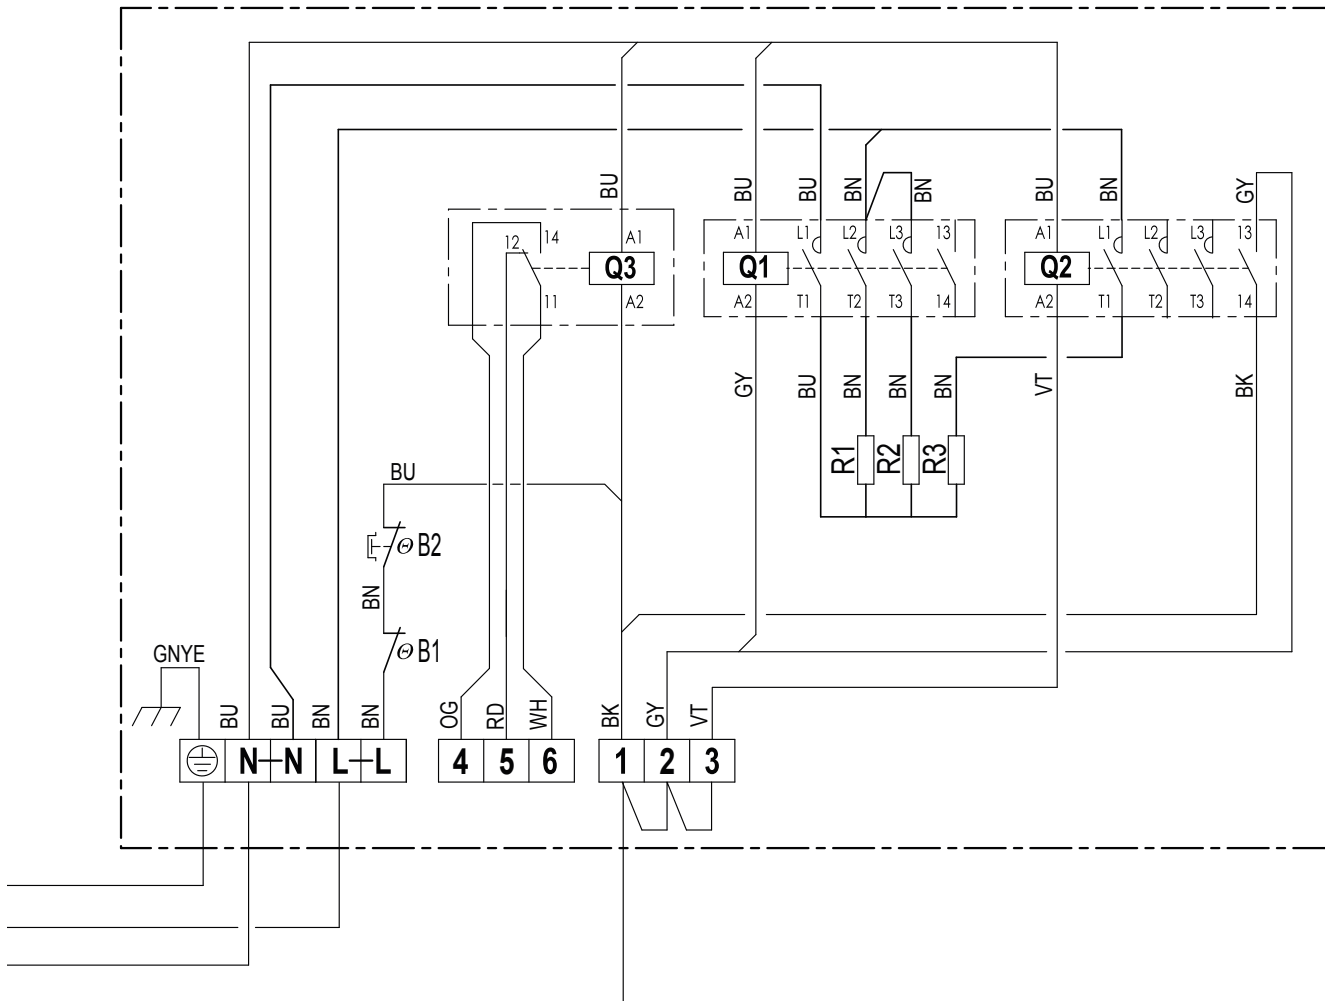 BU BU BU BN BN BU BN GY
A1 A1 L1 L2 L3 13 A1 L1 L2 L3 13
12 14
Q3 Q1 Q2
11 A2 A2 T1 T2 T3 14 A2 T1 T2 T3 14
GY BU BN BN BN VT BK
R1 R2 R3
BU
Θ B2
BN
Θ B1
GNYE
BU BU BN BN OG RD WH BK GY VT
N N L L 4 5 6 1 2 3